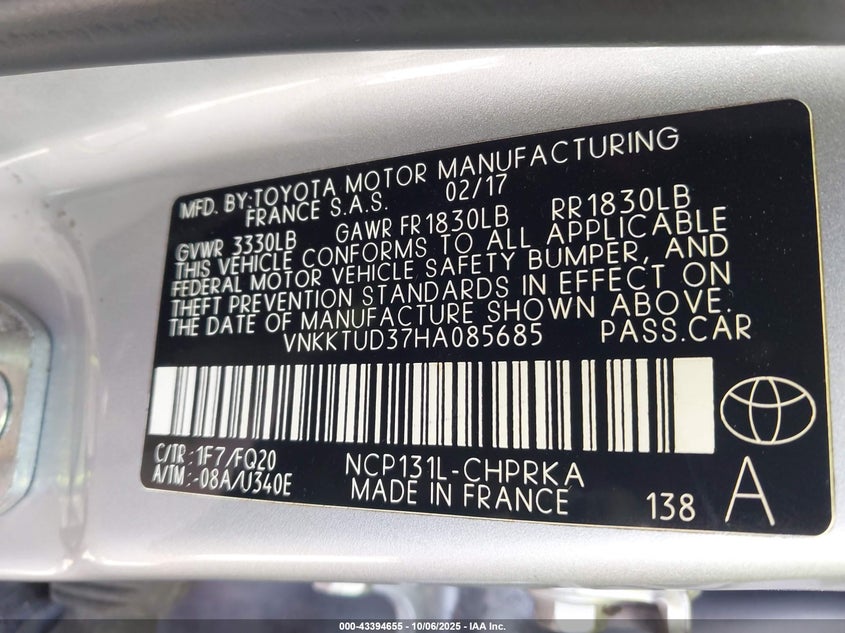 MFD. BY:TOYOTA MOTOR MANUFACTURING
FRANCE S.A.S. 02/17
GVWR 3330LB GAWR FR1830LB RR1830LB
THIS VEHICLE CONFORMS TO ALL APPLICABLE
FEDERAL MOTOR VEHICLE SAFETY BUMPER, AND
THEFT PREVENTION STANDARDS IN EFFECT ON
THE DATE OF MANUFACTURE SHOWN ABOVE.
VNKKTUD37HA085685 PASS.CAR
C/TR : 1F7/FQ20 NCP131L-CHPRKA
A/TM: -08A/U340E MADE IN FRANCE 138 A
000-43394655 - 10/06/2025 - IAA Inc.